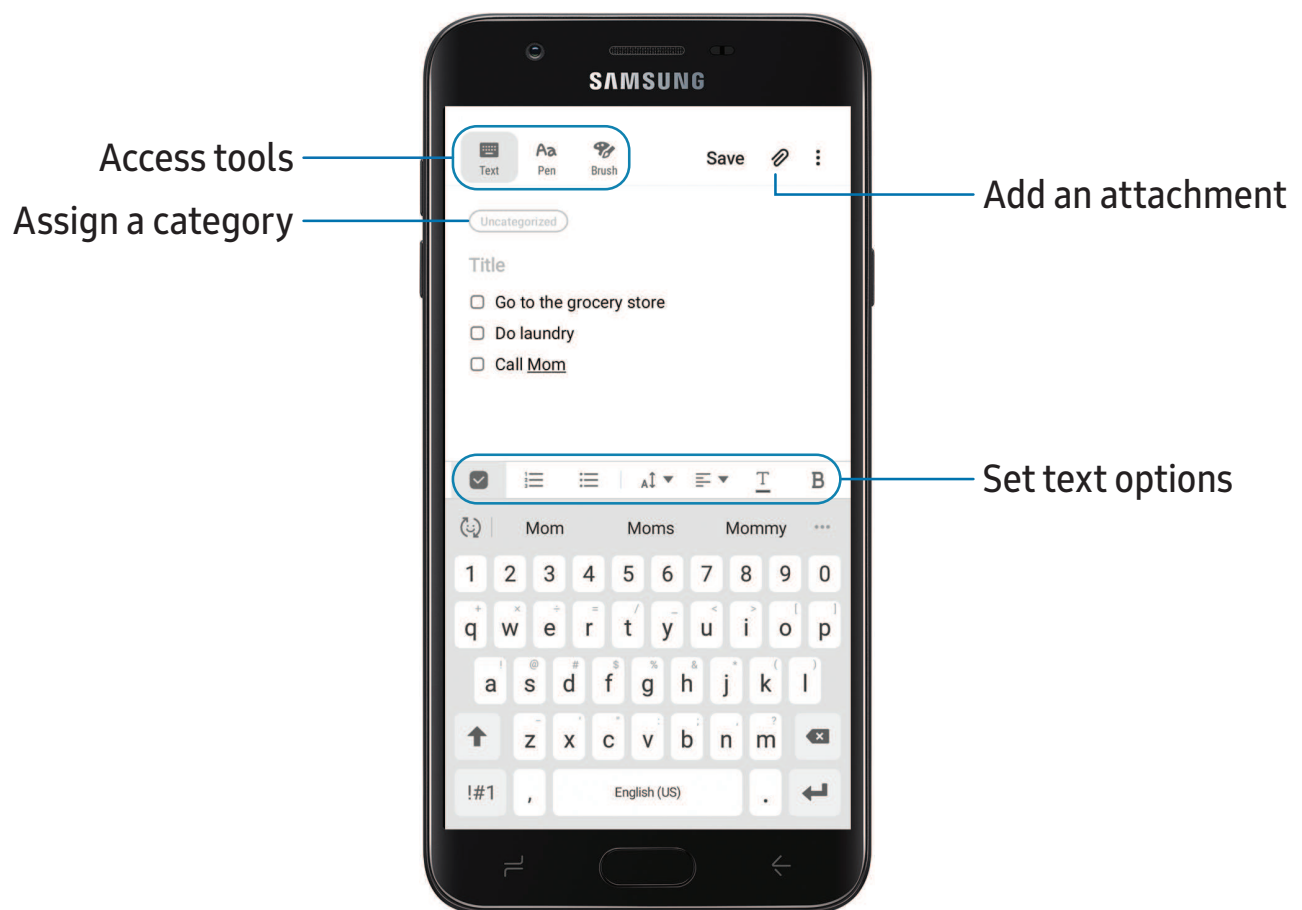 SAMSUNG
Access tools
Text Aa Pen Brush Save
Add an attachment
Assign a category
Uncategorized
Title
Go to the grocery store
Do laundry
Call Mom
Set text options
A T B
Mom Moms Mommy
1 2 3 4 5 6 7 8 9 0
+ × ÷ = / _ < > [ ]
q w e r t y u i o p
! @ # $ % & * ( )
a s d f g h j k l
- ' " : ; , ?
z x c v b n m
!#1 , English (US) .